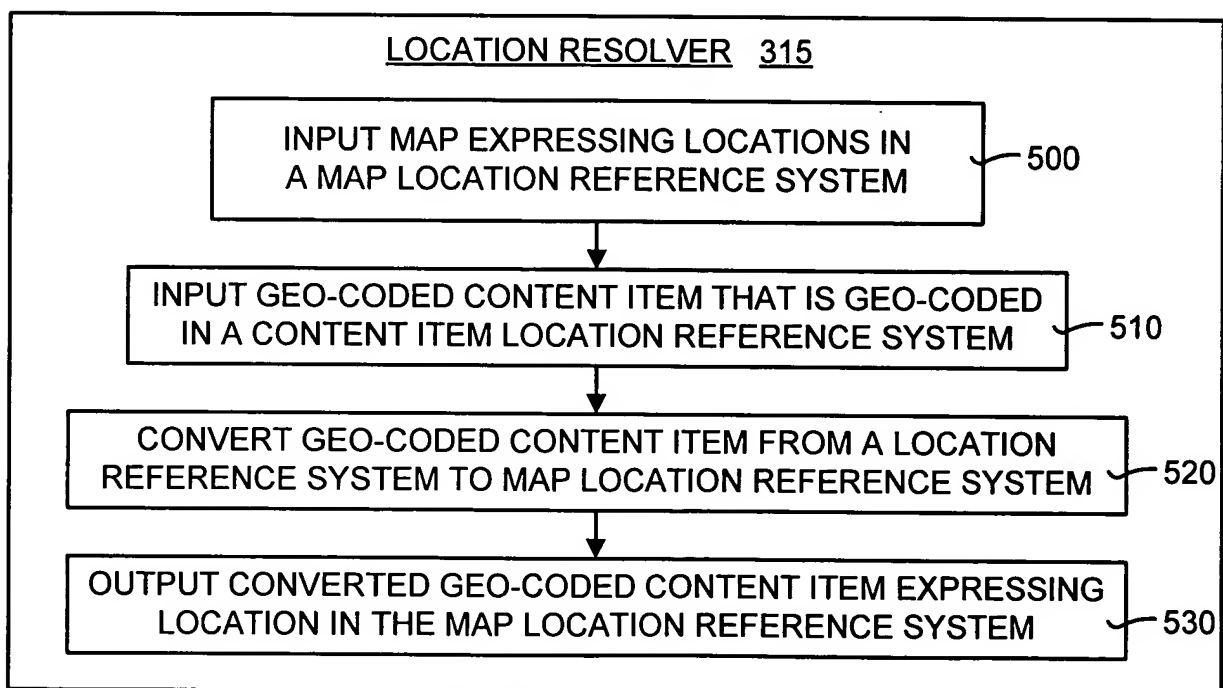 LOCATION RESOLVER 315
INPUT MAP EXPRESSING LOCATIONS IN
A MAP LOCATION REFERENCE SYSTEM
500
INPUT GEO-CODED CONTENT ITEM THAT IS GEO-CODED
IN A CONTENT ITEM LOCATION REFERENCE SYSTEM
510
CONVERT GEO-CODED CONTENT ITEM FROM A LOCATION
REFERENCE SYSTEM TO MAP LOCATION REFERENCE SYSTEM
520
OUTPUT CONVERTED GEO-CODED CONTENT ITEM EXPRESSING
LOCATION IN THE MAP LOCATION REFERENCE SYSTEM
530